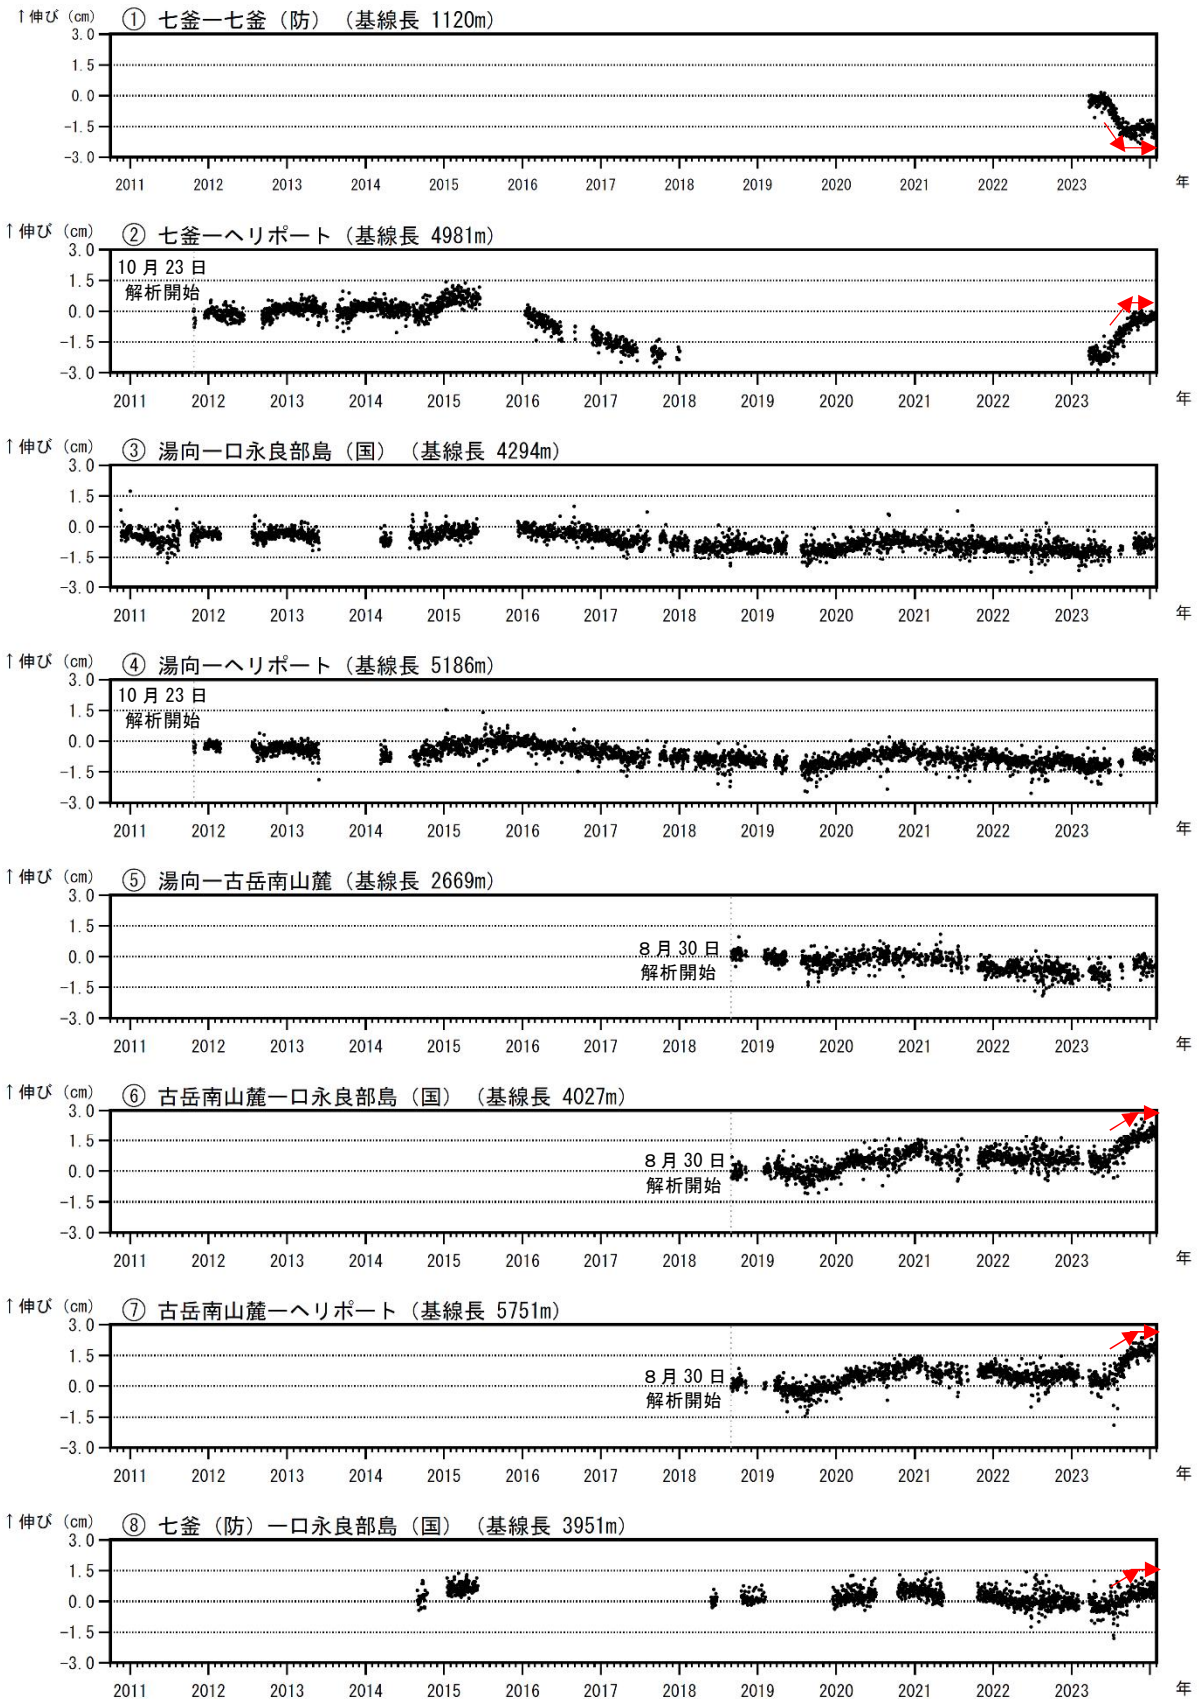 ↑伸び（cm） ① 七釜ー七釜（防）（基線長 1120m）
3.0
1.5
0.0
-1.5
-3.0
2011 2012 2013 2014 2015 2016 2017 2018 2019 2020 2021 2022 2023 年
↑伸び（cm） ② 七釜ーヘリポート（基線長 4981m）
3.0
10月23日
1.5
解析開始
0.0
-1.5
-3.0
2011 2012 2013 2014 2015 2016 2017 2018 2019 2020 2021 2022 2023 年
↑伸び（cm） ③ 湯向ー口永良部島（国）（基線長 4294m）
3.0
1.5
0.0
-1.5
-3.0
2011 2012 2013 2014 2015 2016 2017 2018 2019 2020 2021 2022 2023 年
↑伸び（cm） ④ 湯向ーヘリポート（基線長 5186m）
3.0
10月23日
1.5
解析開始
0.0
-1.5
-3.0
2011 2012 2013 2014 2015 2016 2017 2018 2019 2020 2021 2022 2023 年
↑伸び（cm） ⑤ 湯向ー古岳南山麓（基線長 2669m）
3.0
1.5
8月30日
0.0
解析開始
-1.5
-3.0
2011 2012 2013 2014 2015 2016 2017 2018 2019 2020 2021 2022 2023 年
↑伸び（cm） ⑥ 古岳南山麓ー口永良部島（国）（基線長 4027m）
3.0
1.5
8月30日
0.0
解析開始
-1.5
-3.0
2011 2012 2013 2014 2015 2016 2017 2018 2019 2020 2021 2022 2023 年
↑伸び（cm） ⑦ 古岳南山麓ーヘリポート（基線長 5751m）
3.0
1.5
8月30日
0.0
解析開始
-1.5
-3.0
2011 2012 2013 2014 2015 2016 2017 2018 2019 2020 2021 2022 2023 年
↑伸び（cm） ⑧ 七釜（防）ー口永良部島（国）（基線長 3951m）
3.0
1.5
0.0
-1.5
-3.0
2011 2012 2013 2014 2015 2016 2017 2018 2019 2020 2021 2022 2023 年